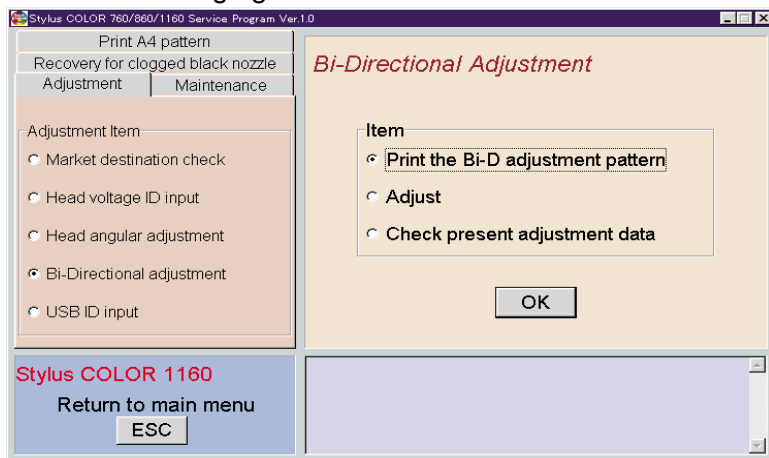 Stylus COLOR 760/860/1160 Service Program Ver.1.0
Print A4 pattern
Recovery for clogged black nozzle
Adjustment
Maintenance
Adjustment Item
Market destination check
Head voltage ID input
Head angular adjustment
Bi-Directional adjustment
USB ID input
Bi-Directional Adjustment
Item
Print the Bi-D adjustment pattern
Adjust
Check present adjustment data
OK
Stylus COLOR 1160
Return to main menu
ESC